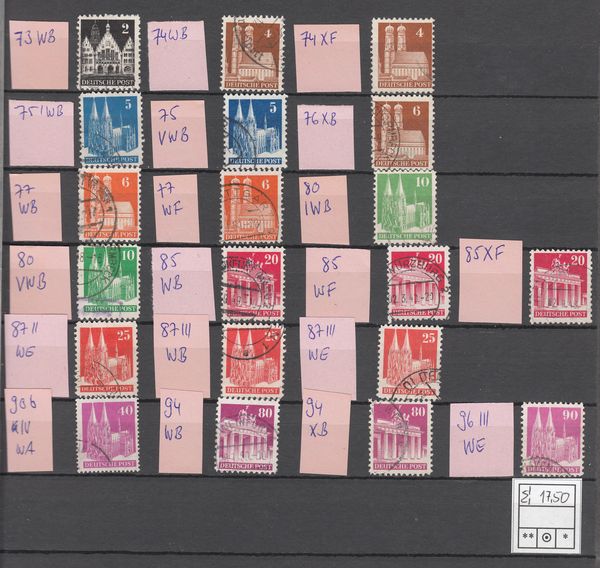 73 WB
2
DEUTSCHE POST
74 WB
4
DEUTSCHE POST
74 XF
4
DEUTSCHE POST
75 I WB
5
DEUTSCHE POST
75
VWB
5
DEUTSCHE POST
76 XB
6
DEUTSCHE POST
77
WB
6
DEUTSCHE POST
77
WF
6
DEUTSCHE POST
80
IWB
10
DEUTSCHE POST
80
VWB
10
DEUTSCHE POST
85
WB
20
DEUTSCHE POST
85
WF
20
DEUTSCHE POST
85 XF
20
DEUTSCHE POST
87 II
WE
25
DEUTSCHE POST
87 III
WB
25
DEUTSCHE POST
87 III
WE
25
DEUTSCHE POST
90b
WA
40
DEUTSCHE POST
94
WB
80
DEUTSCHE POST
94
XB
80
DEUTSCHE POST
96 III
WE
90
DEUTSCHE POST
Σ 17,50
** ⊙ *